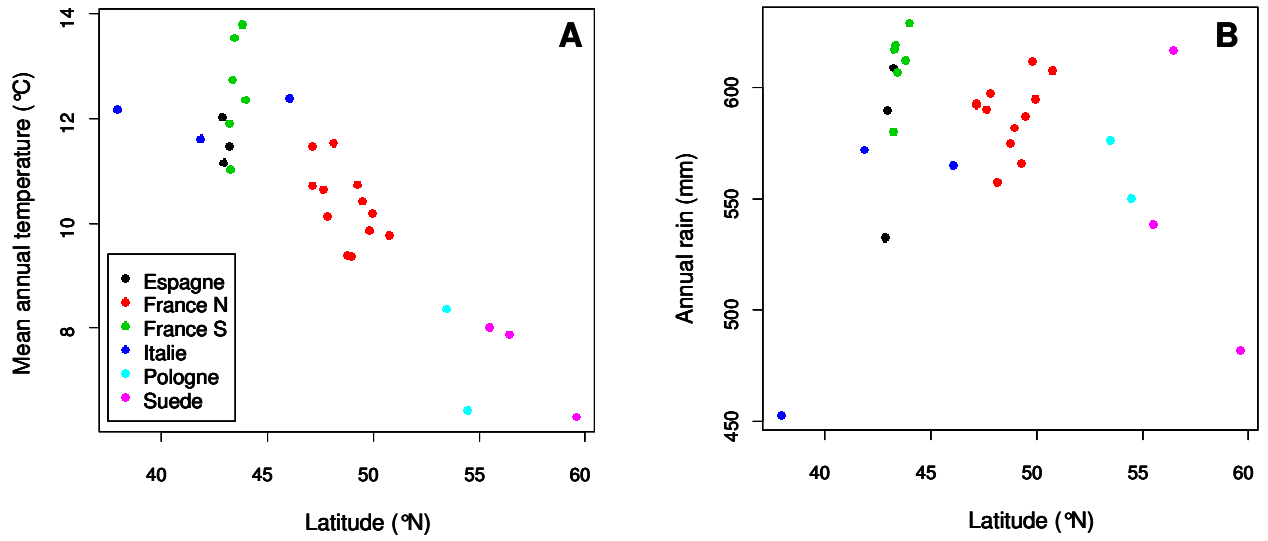 A
Mean annual temperature (°C)
14
12
10
8
Espagne
France N
France S
Italie
Pologne
Suede
40 45 50 55 60
Latitude (°N)
B
Annual rain (mm)
600
550
500
450
40 45 50 55 60
Latitude (°N)